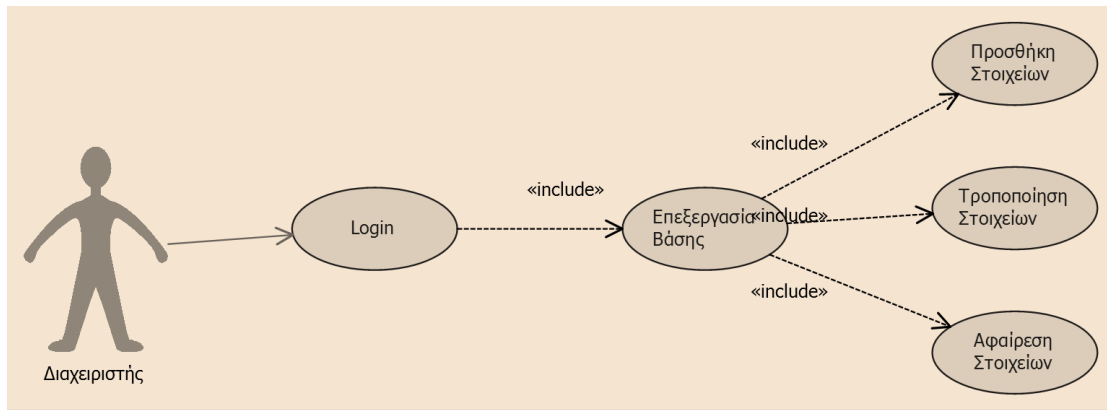 Προσθήκη
Στοιχείων
«include»
«include»
Login
Επεξεργασία
Βάσης
«include»
Τροποποίηση
Στοιχείων
«include»
Αφαίρεση
Στοιχείων
Διαχειριστής